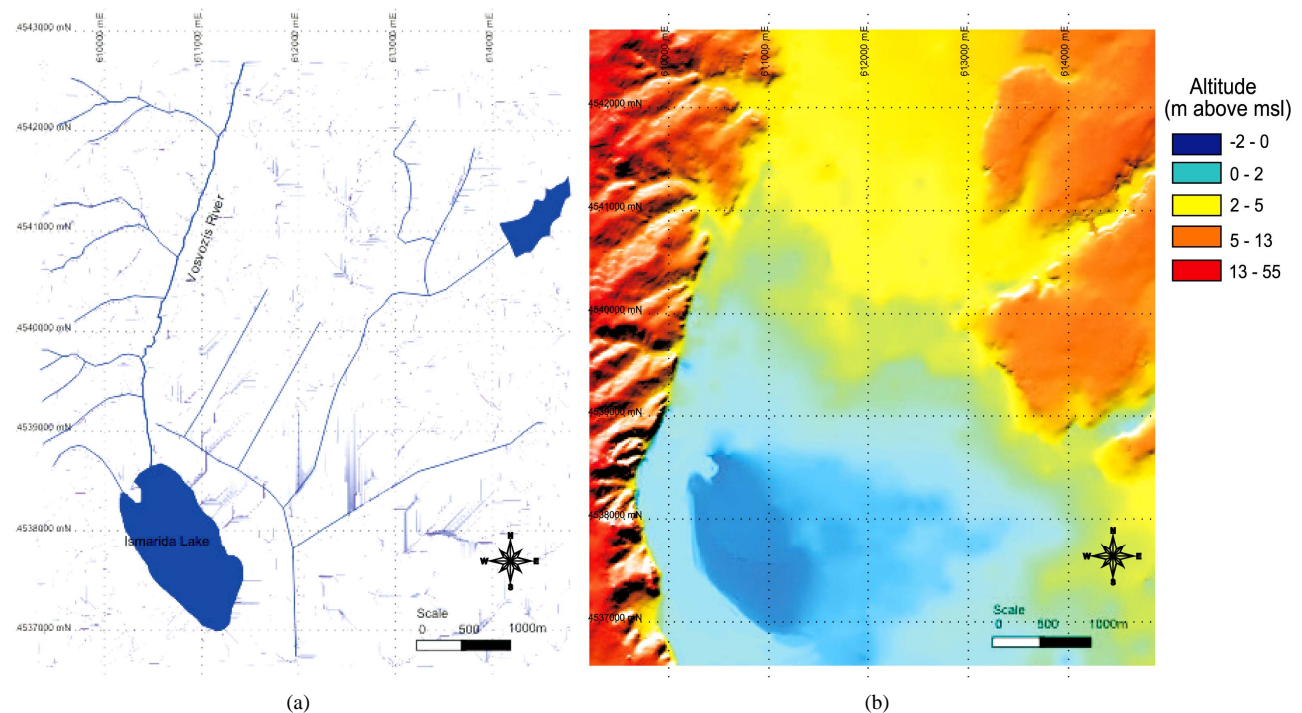 4543000 mN
610000 mE
611000 mE
612000 mE
613000 mE
614000 mE
4542000 mN
4541000 mN
4540000 mN
4539000 mN
4538000 mN
4537000 mN
Vosvozis River
Ismarida Lake
N
W E
S
Scale
0 500 1000m
(a)
610000 mE
611000 mE
612000 mE
613000 mE
614000 mE
4542000 mN
4541000 mN
4540000 mN
4539000 mN
4538000 mN
4537000 mN
N
W E
S
Scale
0 500 1000m
(b)
Altitude
(m above msl)
-2 - 0
0 - 2
2 - 5
5 - 13
13 - 55